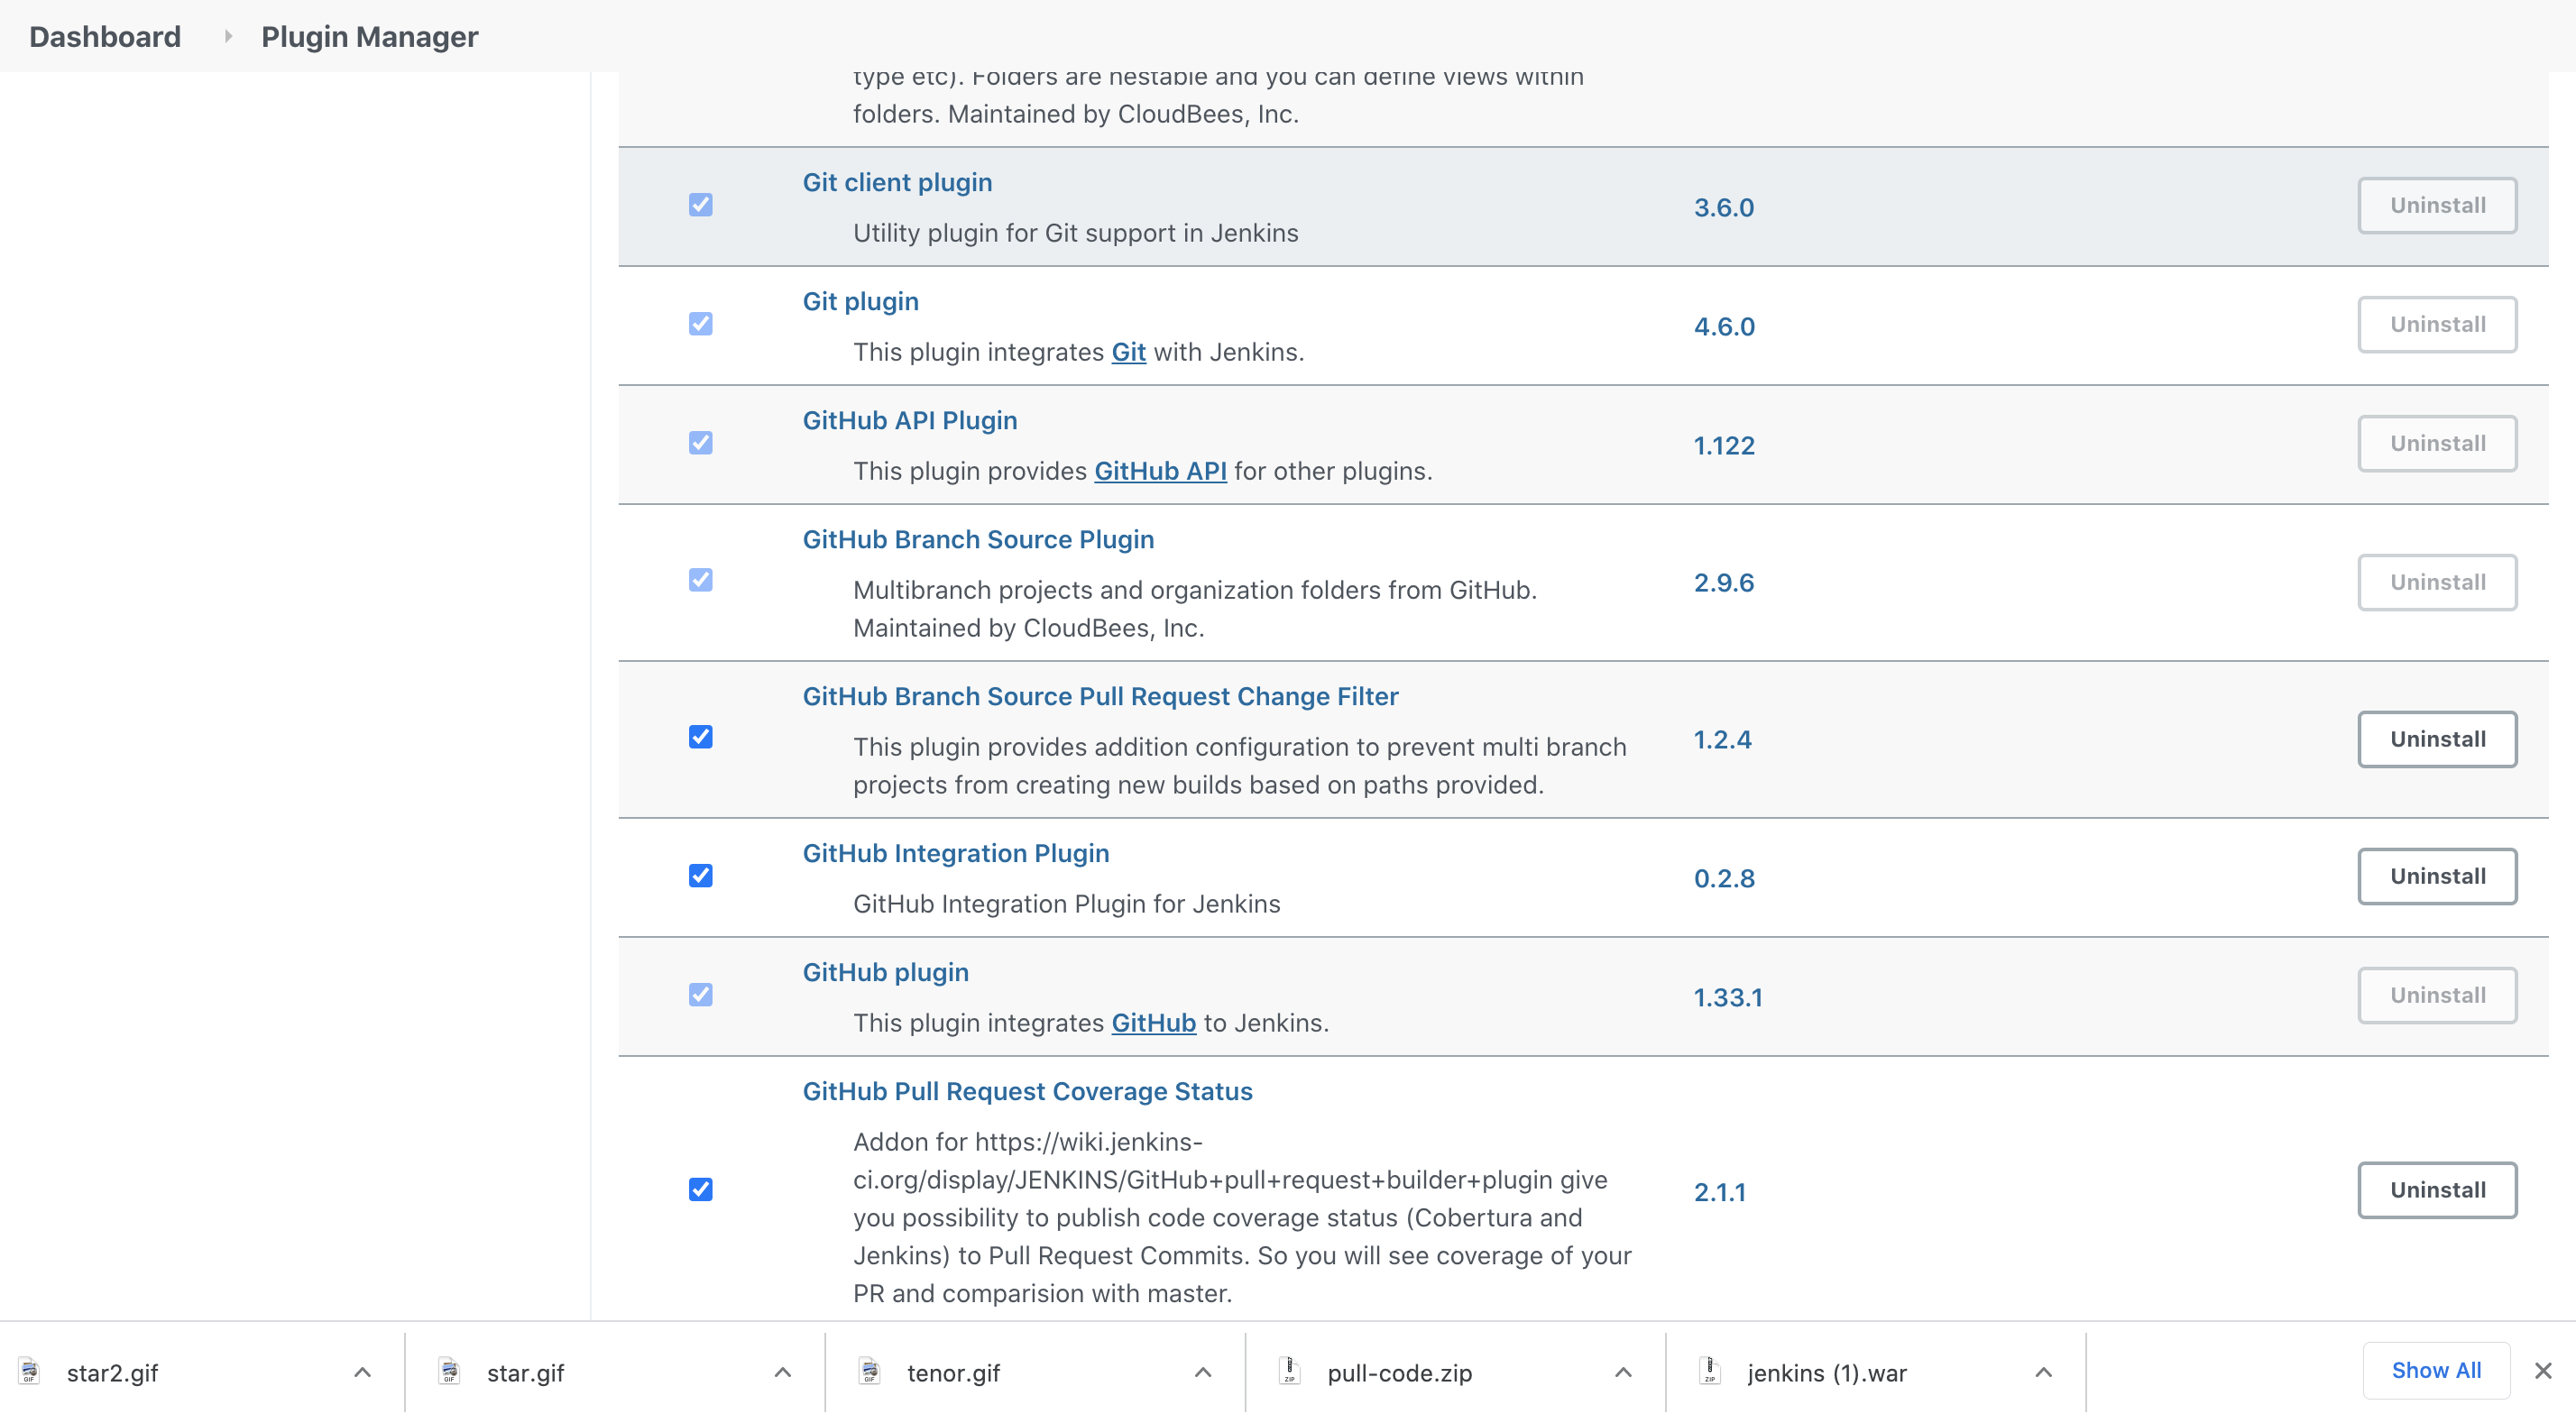 Dashboard
Plugin Manager
type etc). Folders are nestable and you can define views within
folders. Maintained by CloudBees, Inc.
Git client plugin
3.6.0
Uninstall
Utility plugin for Git support in Jenkins
Git plugin
4.6.0
Uninstall
This plugin integrates Git with Jenkins.
GitHub API Plugin
1.122
Uninstall
This plugin provides GitHub API for other plugins.
GitHub Branch Source Plugin
2.9.6
Uninstall
Multibranch projects and organization folders from GitHub.
Maintained by CloudBees, Inc.
GitHub Branch Source Pull Request Change Filter
1.2.4
Uninstall
This plugin provides addition configuration to prevent multi branch
projects from creating new builds based on paths provided.
GitHub Integration Plugin
0.2.8
Uninstall
GitHub Integration Plugin for Jenkins
GitHub plugin
1.33.1
Uninstall
This plugin integrates GitHub to Jenkins.
GitHub Pull Request Coverage Status
Addon for https://wiki.jenkins-
ci.org/display/JENKINS/GitHub+pull+request+builder+plugin give
2.1.1
Uninstall
you possibility to publish code coverage status (Cobertura and
Jenkins) to Pull Request Commits. So you will see coverage of your
PR and comparision with master.
GIF
star2.gif
GIF
star.gif
GIF
tenor.gif
ZIP
pull-code.zip
ZIP
jenkins (1).war
Show All